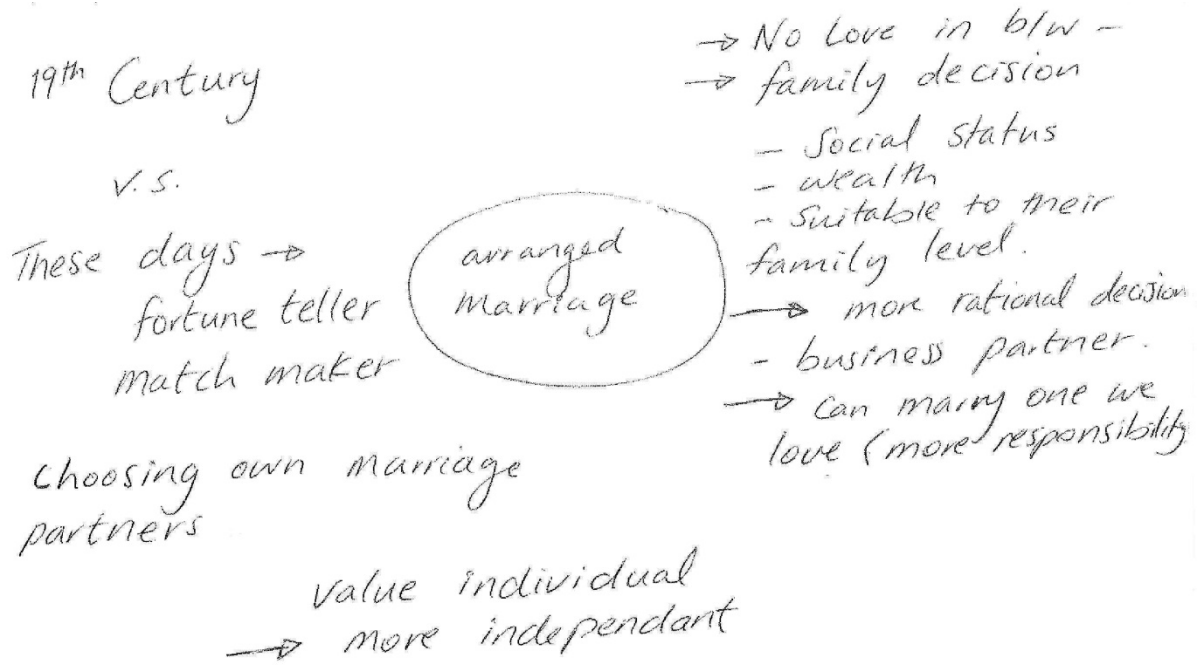 19th Century
v.s.
These days →
fortune teller
match maker
arranged
Marriage
→ No Love in b/w -
→ family decision
- Social status
- wealth
- Suitable to their
family level.
→ more rational decision
- business partner.
→ can marry one we
love (more responsibility
Choosing own marriage
partners
Value individual
→ more independant